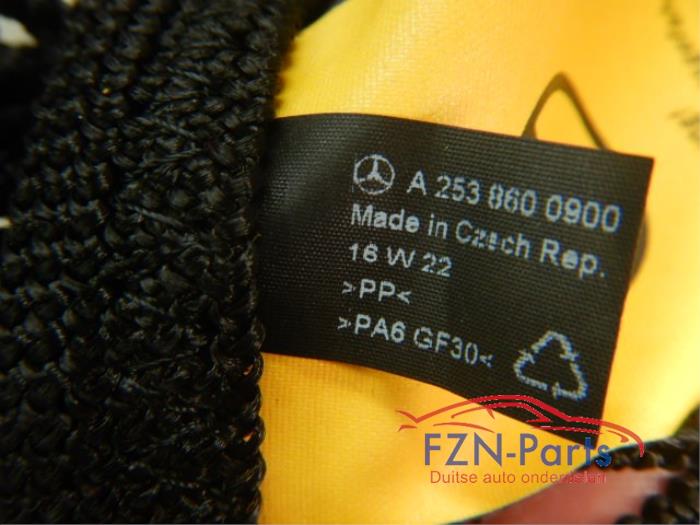 A 253 860 0900
Made in Czech Rep.
16 W 22
>PP<
>PA6 GF30<
FZN-Parts
Duitse auto onderdelen